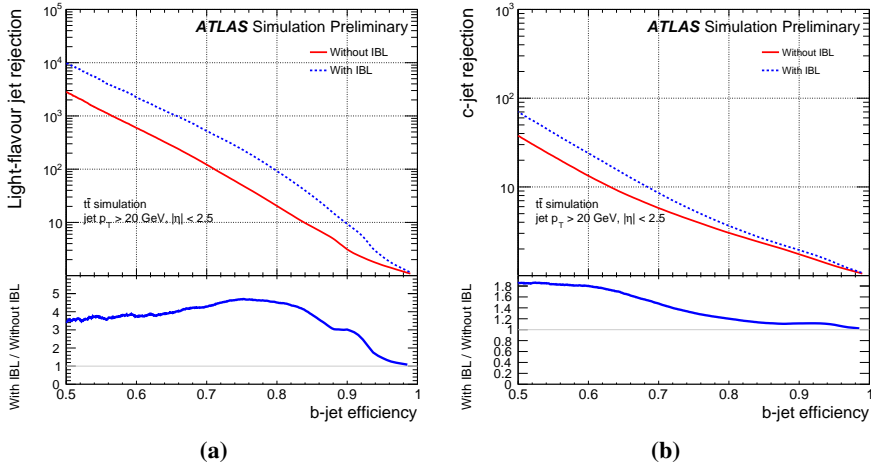 ATLAS Simulation Preliminary
Without IBL
With IBL
Light-flavour jet rejection
10^5
10^4
10^3
10^2
10
tt̄ simulation
jet p_T > 20 GeV, |η| < 2.5
With IBL / Without IBL
5
4
3
2
1
0
0.5 0.6 0.7 0.8 0.9 1
b-jet efficiency
(a)
ATLAS Simulation Preliminary
Without IBL
With IBL
c-jet rejection
10^3
10^2
10
tt̄ simulation
jet p_T > 20 GeV, |η| < 2.5
With IBL / Without IBL
1.8
1.6
1.4
1.2
1
0.8
0.6
0.4
0.2
0
0.5 0.6 0.7 0.8 0.9 1
b-jet efficiency
(b)